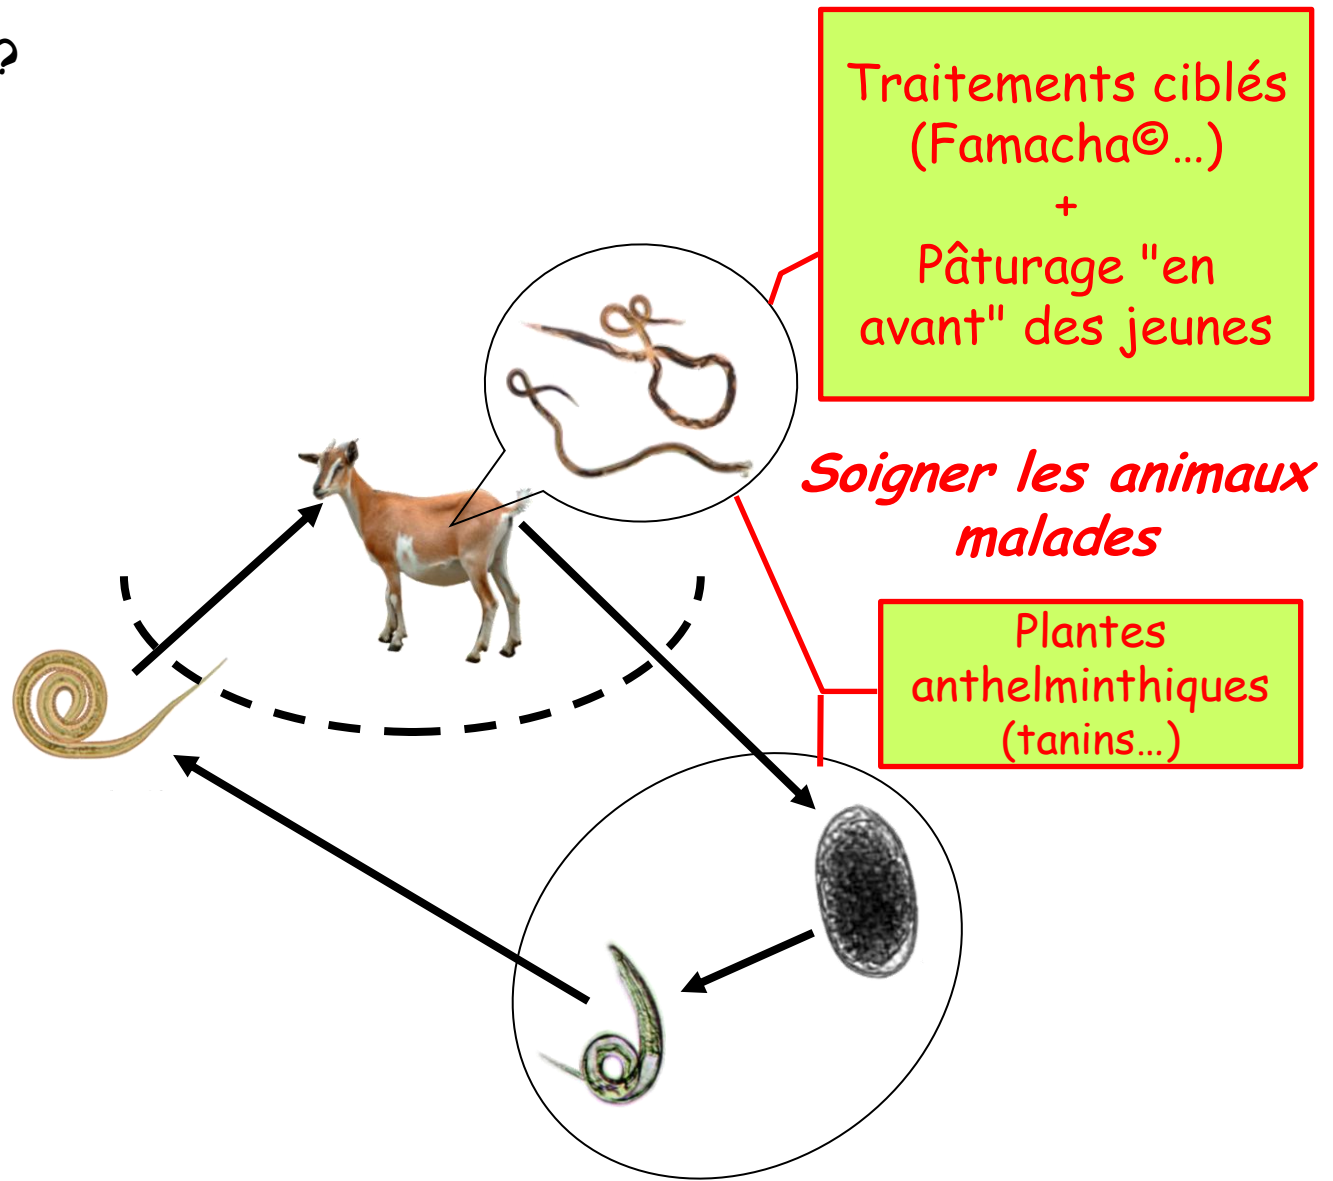 ?
Traitements ciblés
(Famacha©…)
+
Pâturage "en
avant" des jeunes
Soigner les animaux
malades
Plantes
anthelminthiques
(tanins…)